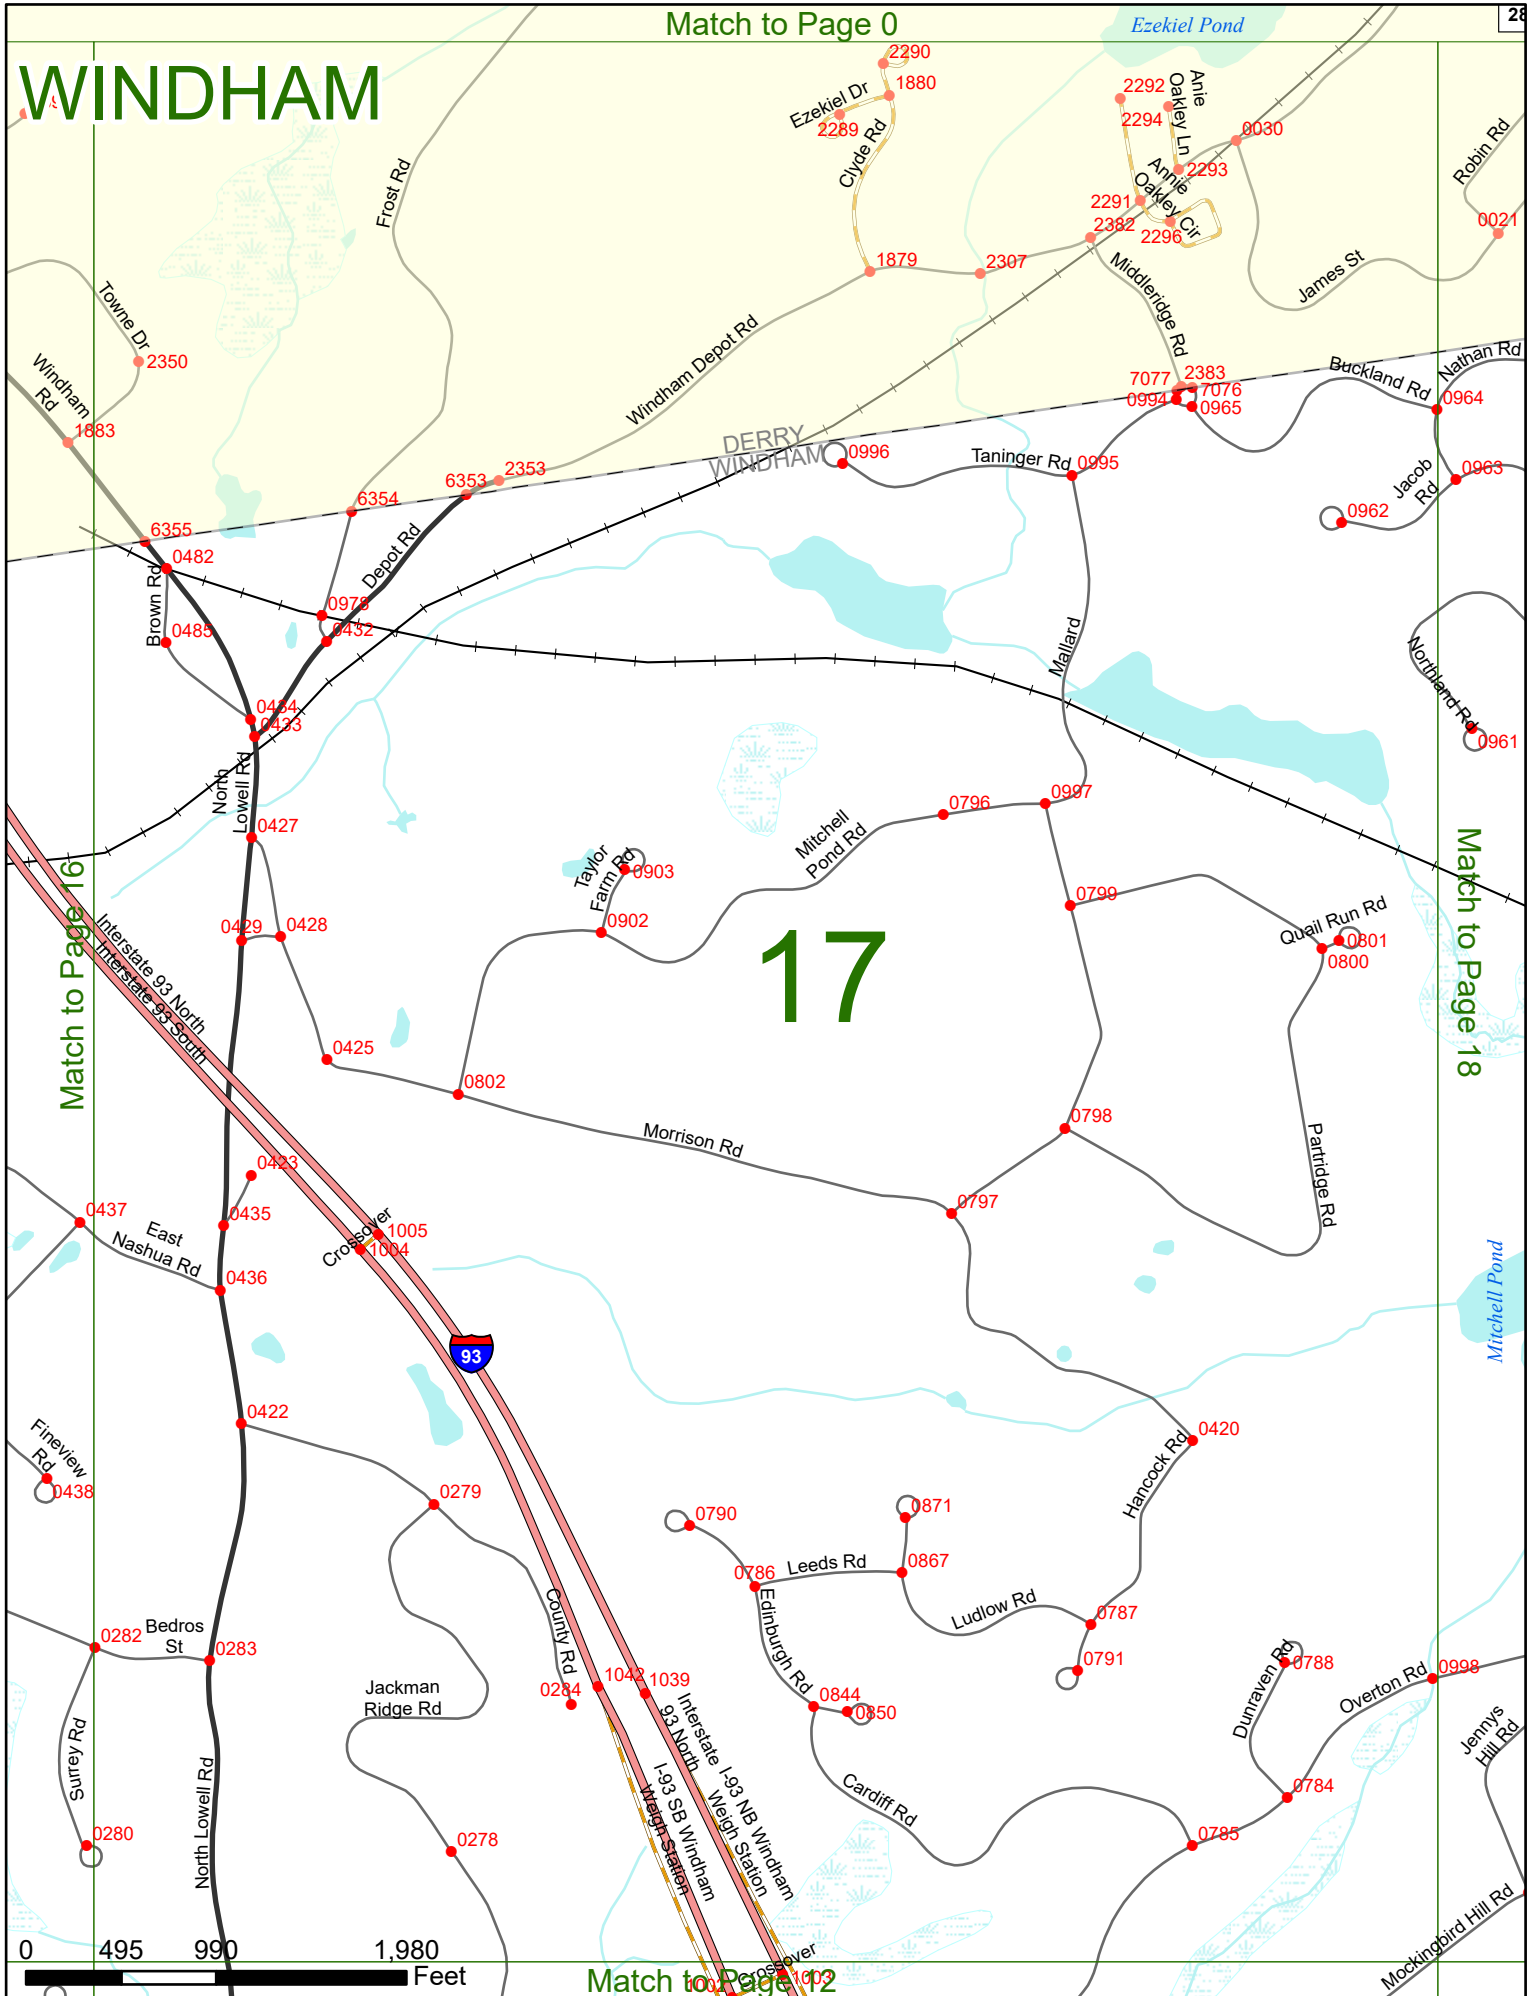 Match to Page 0
Ezekiel Pond
28
WINDHAM
2290
1880
Ezekiel Dr
2289
Clyde Rd
2292
2294
Anie
Oakley Ln
0030
2293
Annie
Oakley Cir
2291
2296
2382
Robin Rd
0021
Frost Rd
1879
2307
Middleridge Rd
James St
Towne Dr
2350
Windham
Rd
1883
Windham Depot Rd
7077
2383
7076
0994
0965
Buckland Rd
Nathan Rd
0964
DERRY
WINDHAM
0996
Taninger Rd
0995
Jacob
Rd
0963
0962
6353
2353
6354
6355
0482
Depot Rd
Brown Rd
0978
0432
0485
Mallard
Northland Rd
0961
0434
0433
North
Lowell Rd
0427
0796
0997
Mitchell
Pond Rd
Taylor
Farm Rd
0903
0902
0799
Quail Run Rd
0801
0800
Match to Page 16
Match to Page 18
0429
0428
Interstate 93 North
Interstate 93 South
17
0425
0802
Morrison Rd
0798
Partridge Rd
0423
0797
0437
0435
East
Nashua Rd
Crossover
1005
1004
0436
Mitchell Pond
93
0422
0420
Fineview
Rd
0438
0279
Hancock Rd
0790
0871
0786
Leeds Rd
0867
Edinburgh Rd
Ludlow Rd
0787
0791
County Rd
0282
Bedros
St
0283
Dunraven Rd
0788
Overton Rd
0998
0284
1042
1039
0844
0850
Jackman
Ridge Rd
Jennys
Hill Rd
Surrey Rd
Interstate
93 North
I-93 NB Windham
Weigh Station
I-93 SB Windham
Weigh Station
0784
Cardiff Rd
North Lowell Rd
0280
0278
0785
Mockingbird Hill Rd
0
495
990
1,980
Feet
Match to Page 12
Crossover
1002
1003